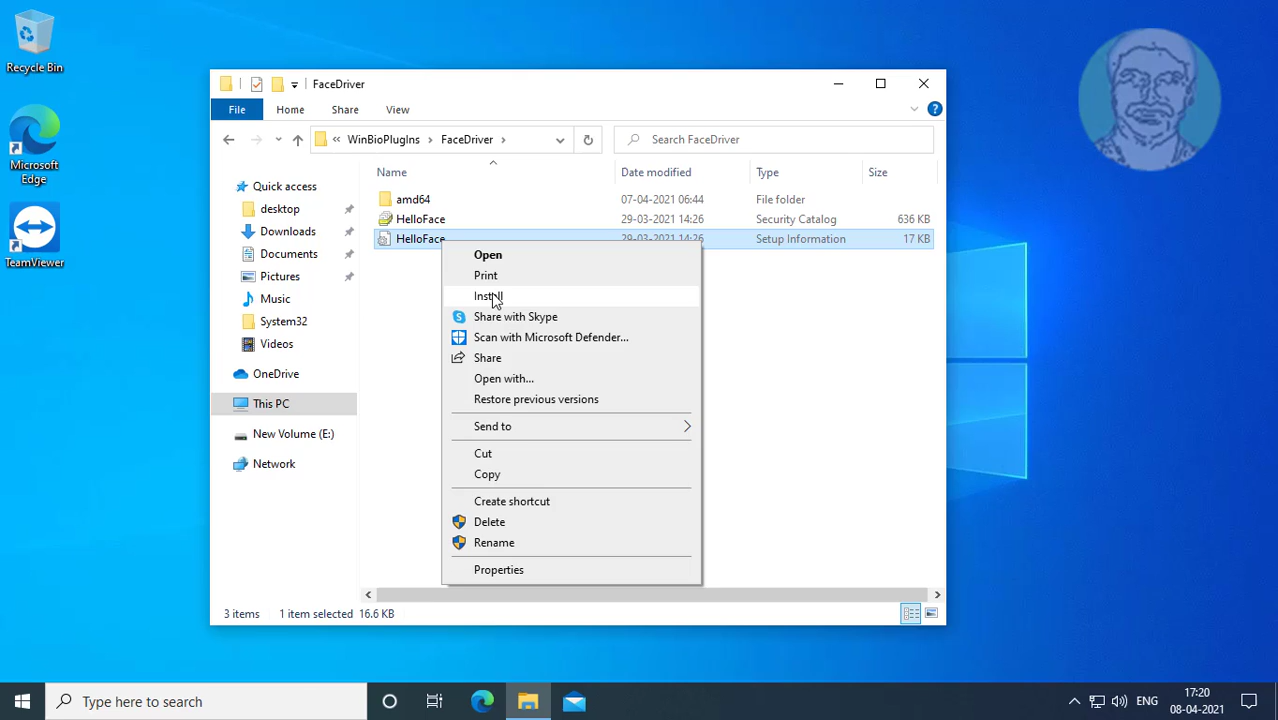 Recycle Bin
Microsoft
Edge
TeamViewer
FaceDriver
File Home Share View
« WinBioPlugIns > FaceDriver >
Search FaceDriver
Name Date modified Type Size
Quick access
desktop
Downloads
Documents
Pictures
Music
System32
Videos
OneDrive
This PC
New Volume (E:)
Network
amd64 07-04-2021 06:44 File folder
HelloFace 29-03-2021 14:26 Security Catalog 636 KB
HelloFace 29-03-2021 14:26 Setup Information 17 KB
Open
Print
Install
Share with Skype
Scan with Microsoft Defender...
Share
Open with...
Restore previous versions
Send to
Cut
Copy
Create shortcut
Delete
Rename
Properties
3 items 1 item selected 16.6 KB
Type here to search
ENG
17:20
08-04-2021